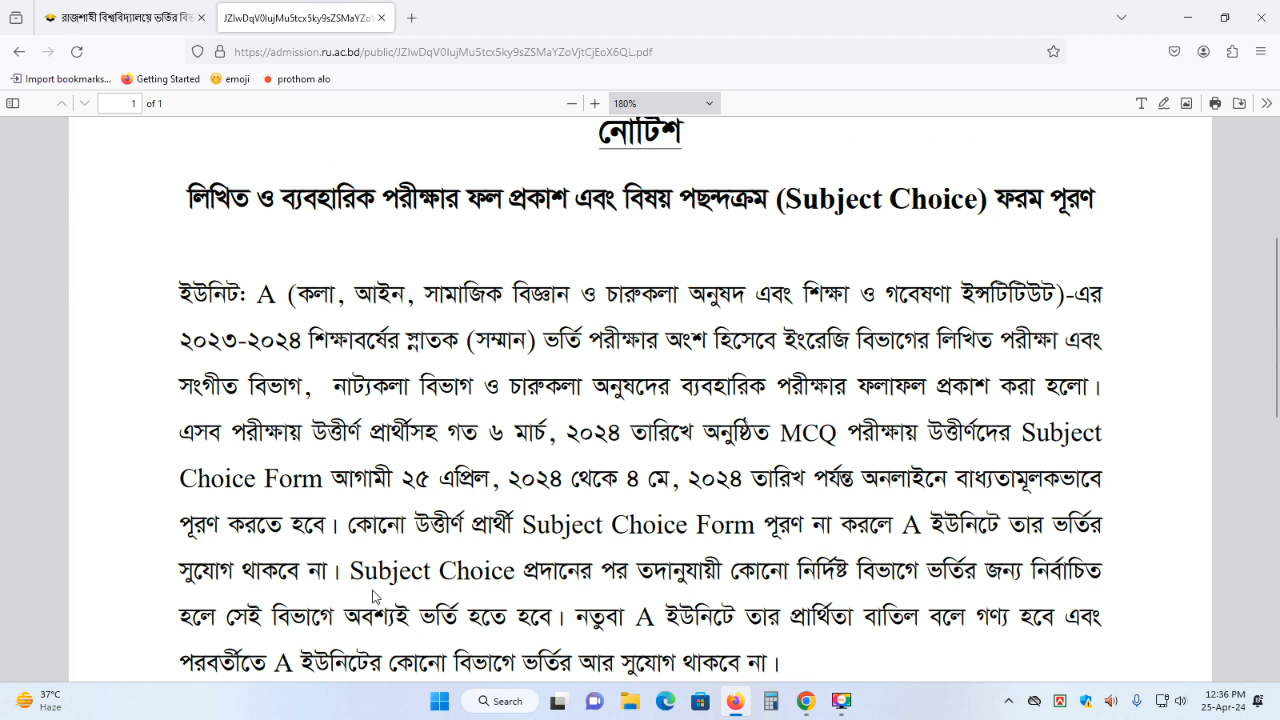 রাজশাহী বিশ্ববিদ্যালয়ে ভর্তির বি
JZIwDqV0IujMu5tcx5ky9sZSMaYZo
https://admission.ru.ac.bd/public/JZIwDqV0IujMu5tcx5ky9sZSMaYZoVjtCjEoX6QL.pdf
Import bookmarks...
Getting Started
emoji
prothom alo
1 of 1
180%
নোটিশ
লিখিত ও ব্যবহারিক পরীক্ষার ফল প্রকাশ এবং বিষয় পছন্দক্রম (Subject Choice) ফরম পূরণ
ইউনিট: A (কলা, আইন, সামাজিক বিজ্ঞান ও চারুকলা অনুষদ এবং শিক্ষা ও গবেষণা ইন্সটিটিউট)-এর
২০২৩-২০২৪ শিক্ষাবর্ষের স্নাতক (সম্মান) ভর্তি পরীক্ষার অংশ হিসেবে ইংরেজি বিভাগের লিখিত পরীক্ষা এবং
সংগীত বিভাগ, নাট্যকলা বিভাগ ও চারুকলা অনুষদের ব্যবহারিক পরীক্ষার ফলাফল প্রকাশ করা হলো।
এসব পরীক্ষায় উত্তীর্ণ প্রার্থীসহ গত ৬ মার্চ, ২০২৪ তারিখে অনুষ্ঠিত MCQ পরীক্ষায় উত্তীর্ণদের Subject
Choice Form আগামী ২৫ এপ্রিল, ২০২৪ থেকে ৪ মে, ২০২৪ তারিখ পর্যন্ত অনলাইনে বাধ্যতামূলকভাবে
পূরণ করতে হবে। কোনো উত্তীর্ণ প্রার্থী Subject Choice Form পূরণ না করলে A ইউনিটে তার ভর্তির
সুযোগ থাকবে না। Subject Choice প্রদানের পর তদানুযায়ী কোনো নির্দিষ্ট বিভাগে ভর্তির জন্য নির্বাচিত
হলে সেই বিভাগে অবশ্যই ভর্তি হতে হবে। নতুবা A ইউনিটে তার প্রার্থিতা বাতিল বলে গণ্য হবে এবং
পরবর্তীতে A ইউনিটের কোনো বিভাগে ভর্তির আর সুযোগ থাকবে না।
37°C
Haze
Search
12:36 PM
25-Apr-24